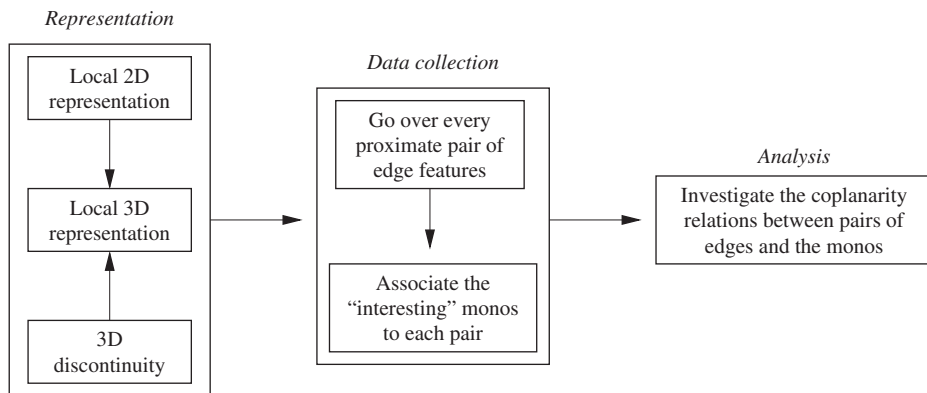 Representation
Local 2D
representation
Local 3D
representation
3D
discontinuity
Data collection
Go over every
proximate pair of
edge features
Associate the
“interesting” monos
to each pair
Analysis
Investigate the coplanarity
relations between pairs of
edges and the monos